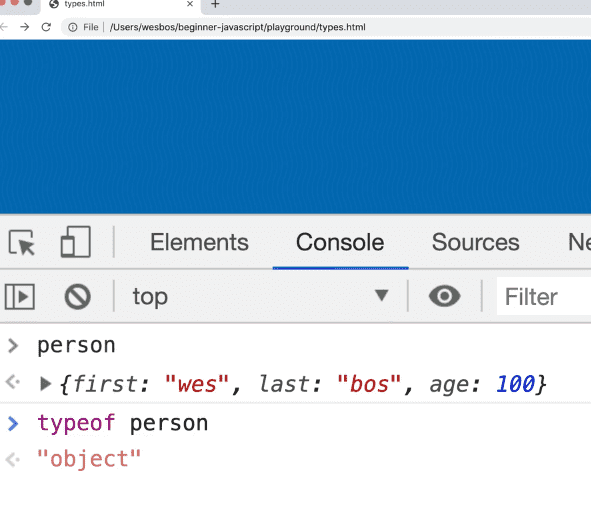 types.html
File | /Users/wesbos/beginner-javascript/playground/types.html
Elements Console Sources Ne
top Filter
> person
{first: "wes", last: "bos", age: 100}
> typeof person
"object"